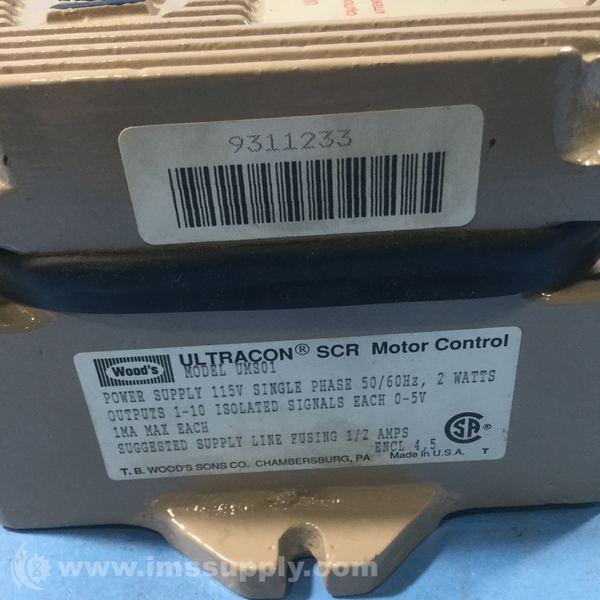 9311233
Wood's
ULTRACON® SCR Motor Control
MODEL UMS01
POWER SUPPLY 115V SINGLE PHASE 50/60Hz, 2 WATTS
OUTPUTS 1-10 ISOLATED SIGNALS EACH 0-5V
1MA MAX EACH
SUGGESTED SUPPLY LINE FUSING 1/2 AMPS
ENCL 4,5
T. B. WOOD'S SONS CO. CHAMBERSBURG, PA
Made In U.S.A. T
www.imssupply.com